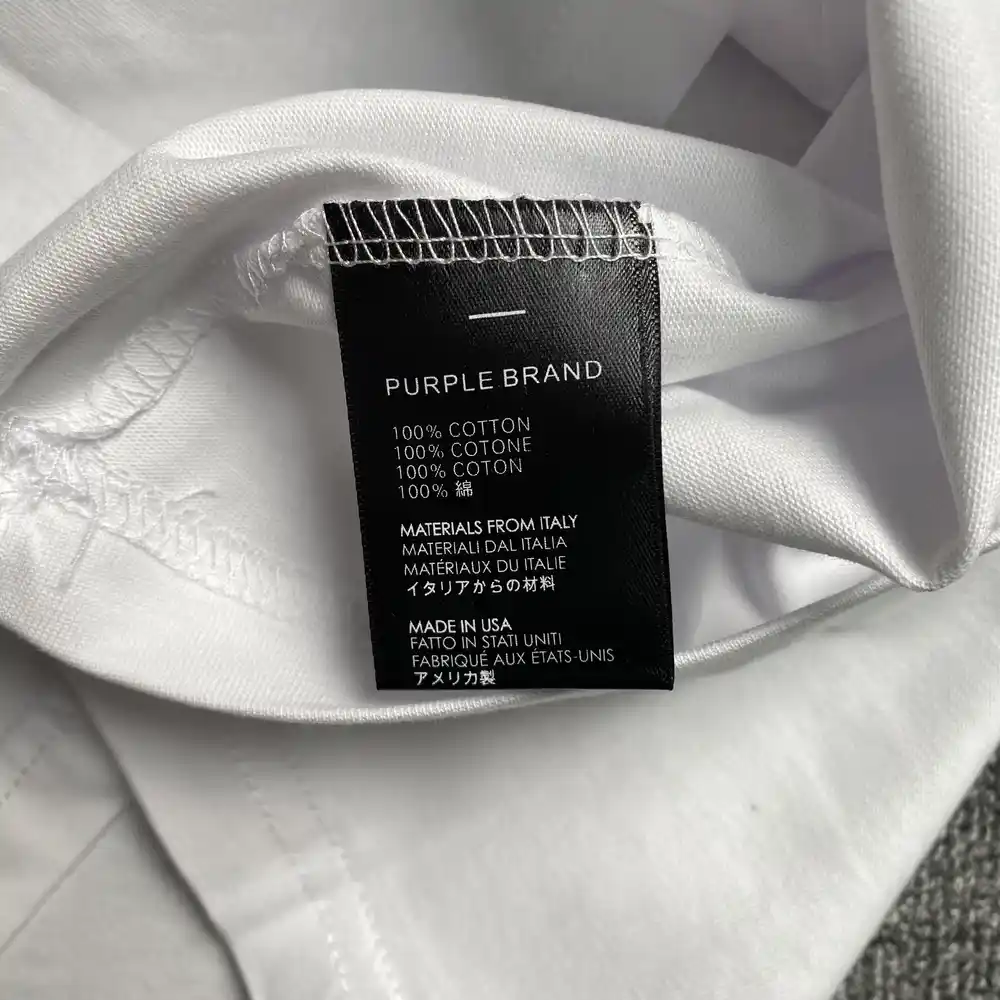 PURPLE BRAND
100% COTTON
100% COTONE
100% COTON
100% 綿
MATERIALS FROM ITALY
MATERIALI DAL ITALIA
MATÉRIAUX DU ITALIE
イタリアからの材料
MADE IN USA
FATTO IN STATI UNITI
FABRIQUÉ AUX ÉTATS-UNIS
アメリカ製